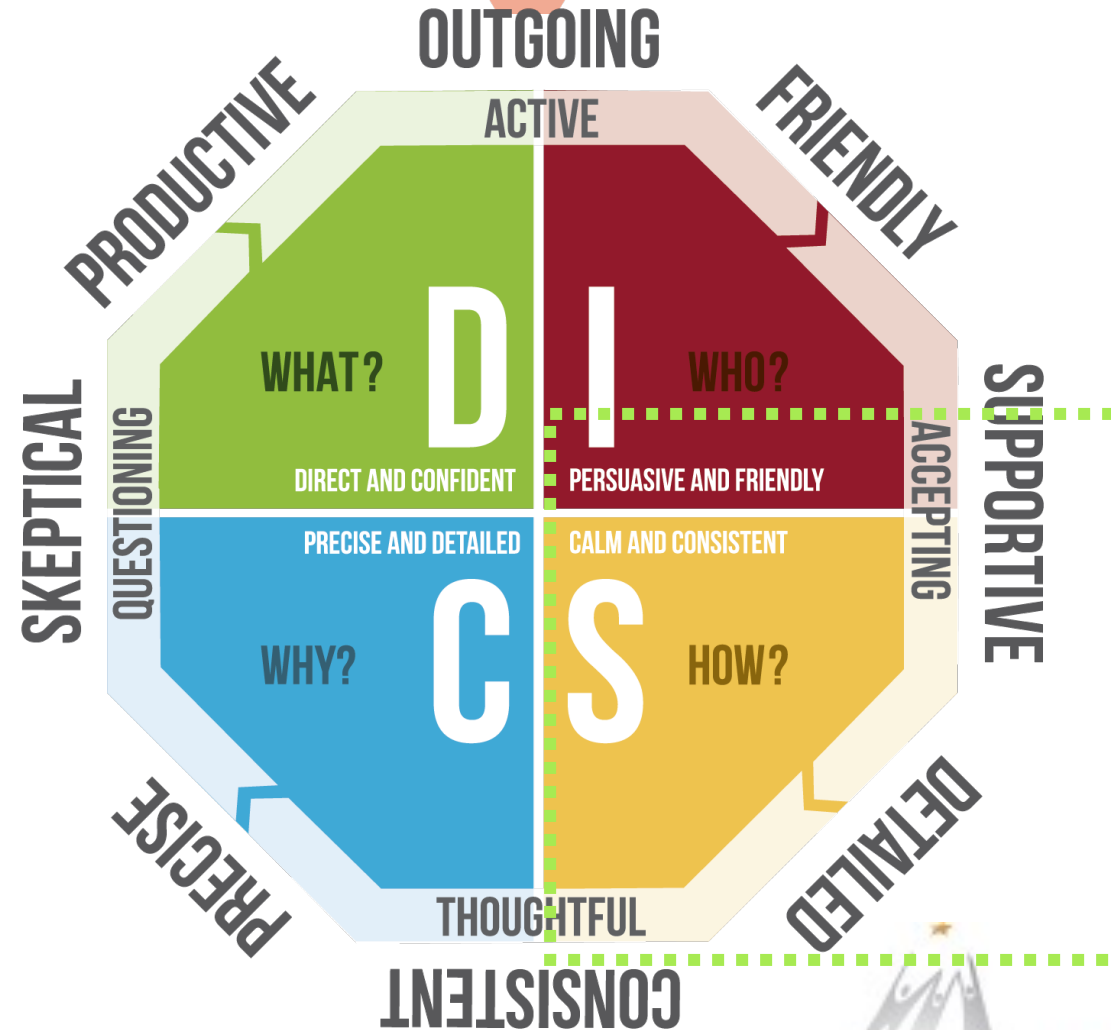 OUTGOING
PRODUCTIVE
FRIENDLY
ACTIVE
D
I
WHAT?
WHO?
SKEPTICAL
QUESTIONING
ACCEPTING
SUPPORTIVE
DIRECT AND CONFIDENT
PERSUASIVE AND FRIENDLY
PRECISE AND DETAILED
CALM AND CONSISTENT
C
S
WHY?
HOW?
PRECISE
DETAILED
THOUGHTFUL
CONSISTENT